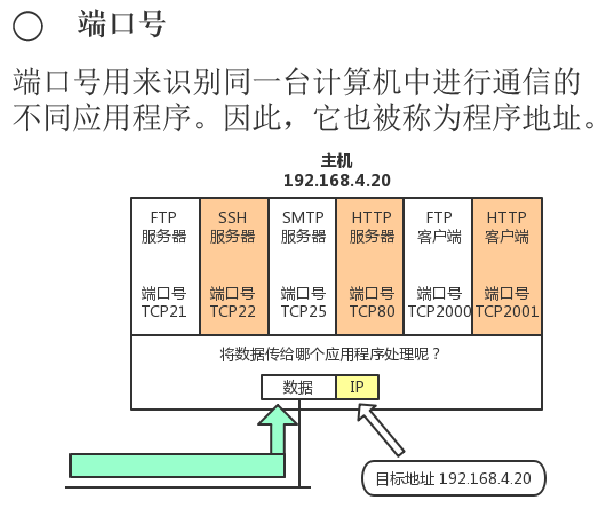 端口号
端口号用来识别同一台计算机中进行通信的
不同应用程序。因此，它也被称为程序地址。
主机
192.168.4.20
FTP SSH SMTP HTTP FTP HTTP
服务器 服务器 服务器 服务器 客户端 客户端
端口号 端口号 端口号 端口号 端口号 端口号
TCP21 TCP22 TCP25 TCP80 TCP2000 TCP2001
将数据传给哪个应用程序处理呢？
数据 IP
目标地址 192.168.4.20